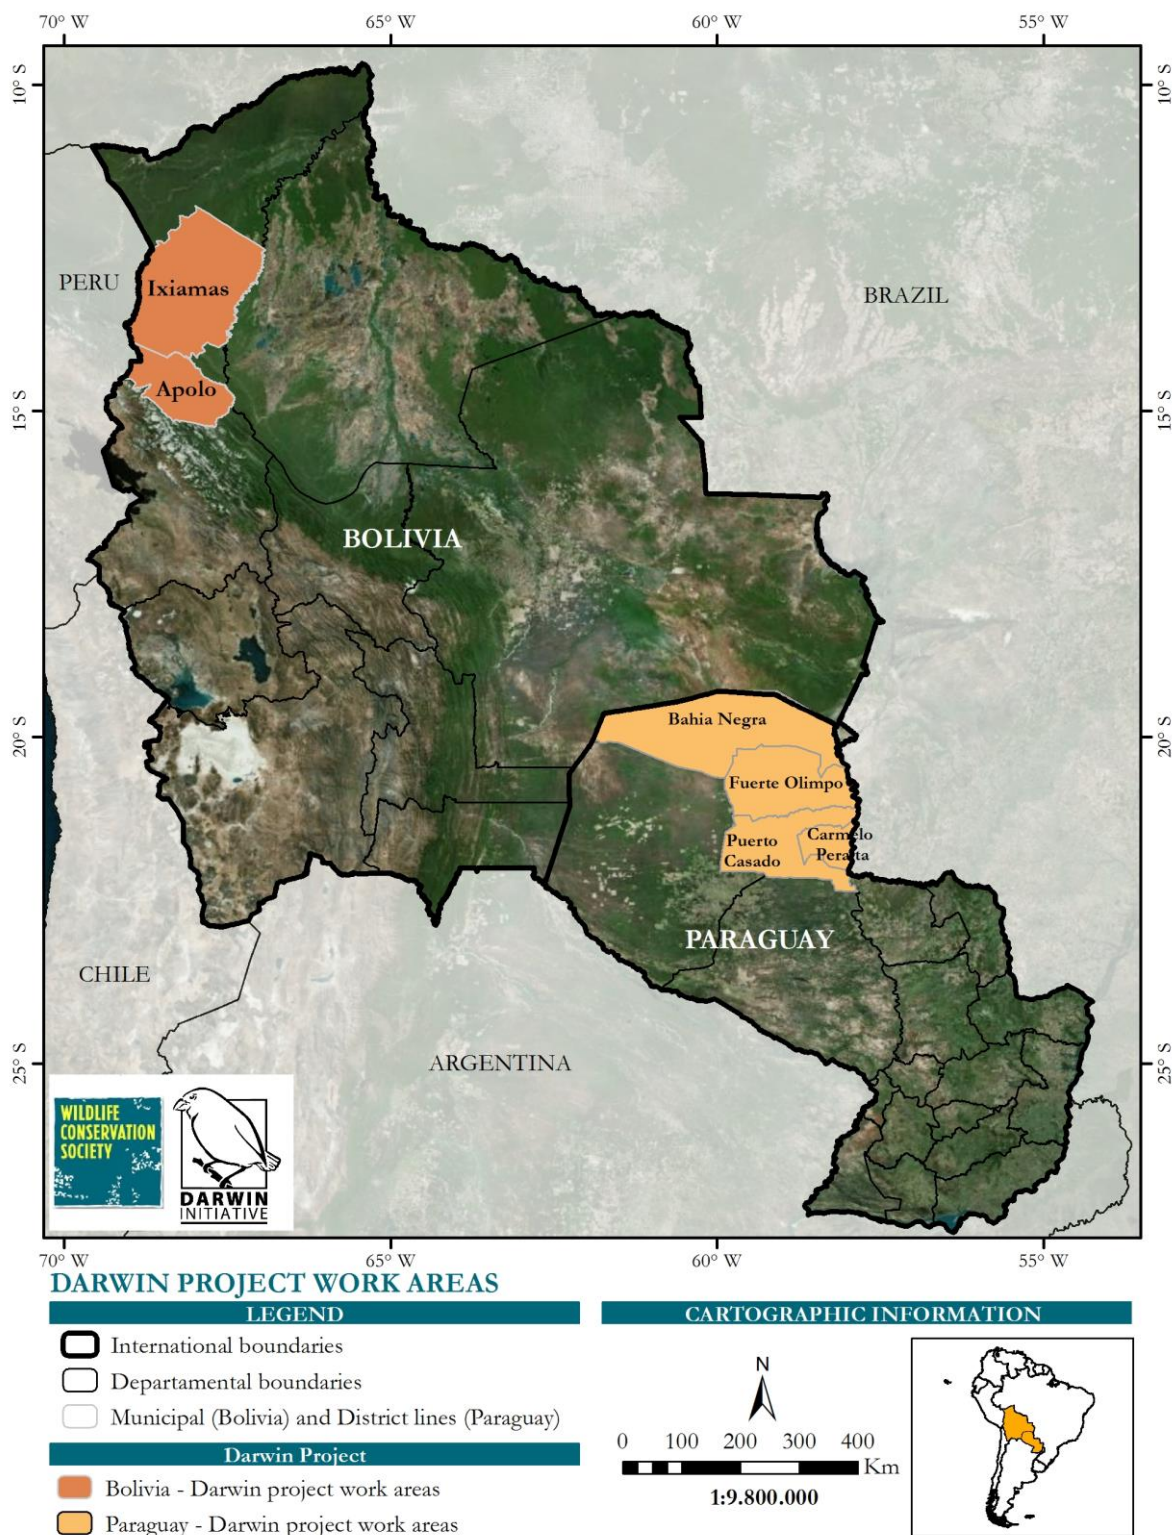 70° W 65° W 60° W 55° W
10° S 10° S
PERU
Ixiamas
BRAZIL
Apolo
15° S 15° S
BOLIVIA
Bahia Negra
20° S 20° S
Fuerte Olimpo
Puerto
Casado
Carmelo
Peralta
PARAGUAY
CHILE
ARGENTINA
25° S 25° S
WILDLIFE
CONSERVATION
SOCIETY
DARWIN
INITIATIVE
70° W 65° W 60° W 55° W
DARWIN PROJECT WORK AREAS
LEGEND
International boundaries
Departamental boundaries
Municipal (Bolivia) and District lines (Paraguay)
Darwin Project
Bolivia - Darwin project work areas
Paraguay - Darwin project work areas
CARTOGRAPHIC INFORMATION
N
0 100 200 300 400
Km
1:9.800.000